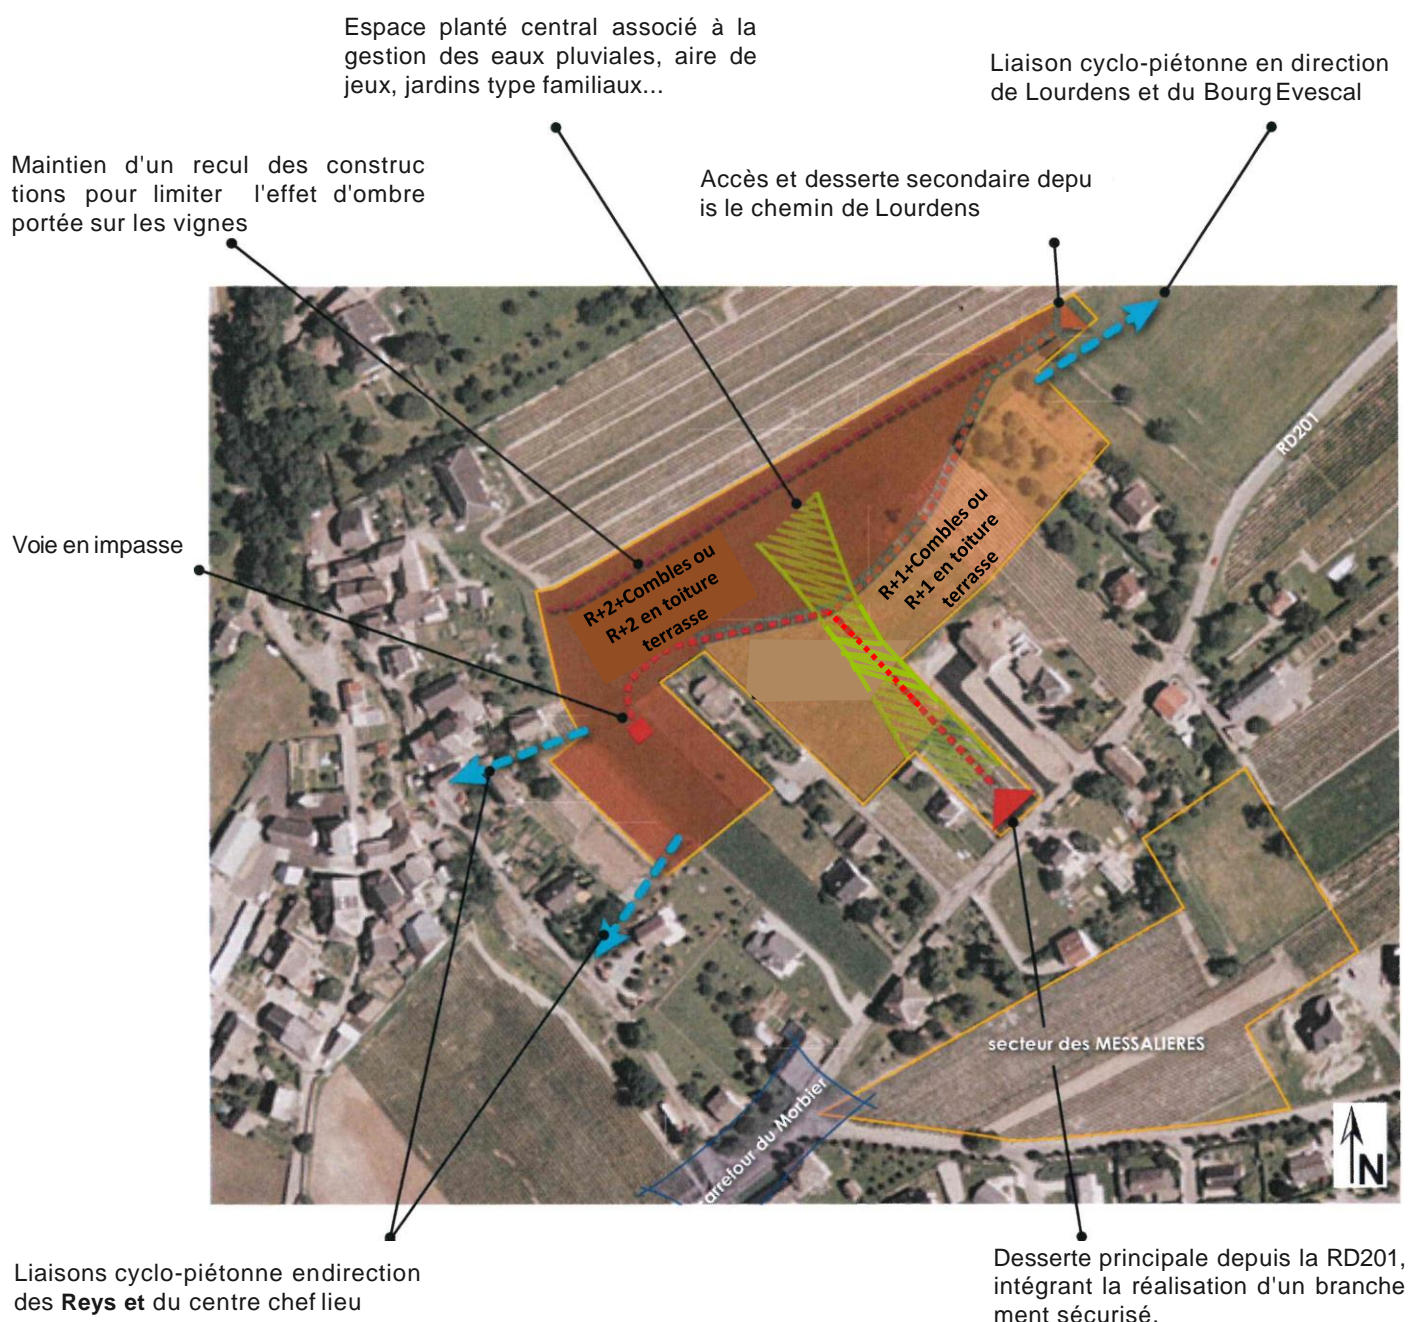 Espace planté central associé à la
gestion des eaux pluviales, aire de
jeux, jardins type familiaux...
Liaison cyclo-piétonne en direction
de Lourdens et du Bourg Evescal
Maintien d'un recul des construc
tions pour limiter l'effet d'ombre
portée sur les vignes
Accès et desserte secondaire depu
is le chemin de Lourdens
RD201
R+1+Combles ou
R+1 en toiture
terrasse
R+2+Combles ou
R+2 en toiture
terrasse
Voie en impasse
secteur des MESSALIERES
carrefour du Morbier
N
Liaisons cyclo-piétonne endirection
des Reys et du centre chef lieu
Desserte principale depuis la RD201,
intégrant la réalisation d'un branche
ment sécurisé.